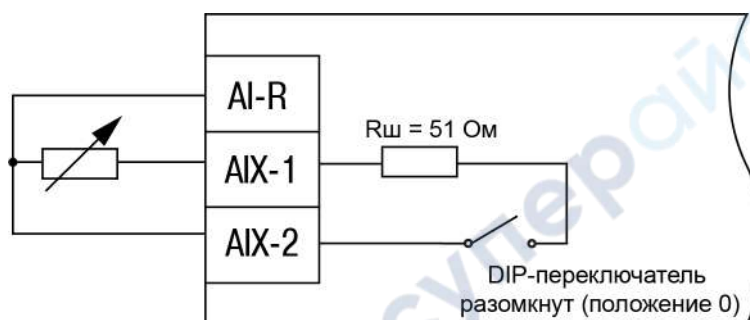 AI-R
Rш = 51 Ом
AIX-1
AIX-2
DIP-переключатель
разомкнут (положение 0)